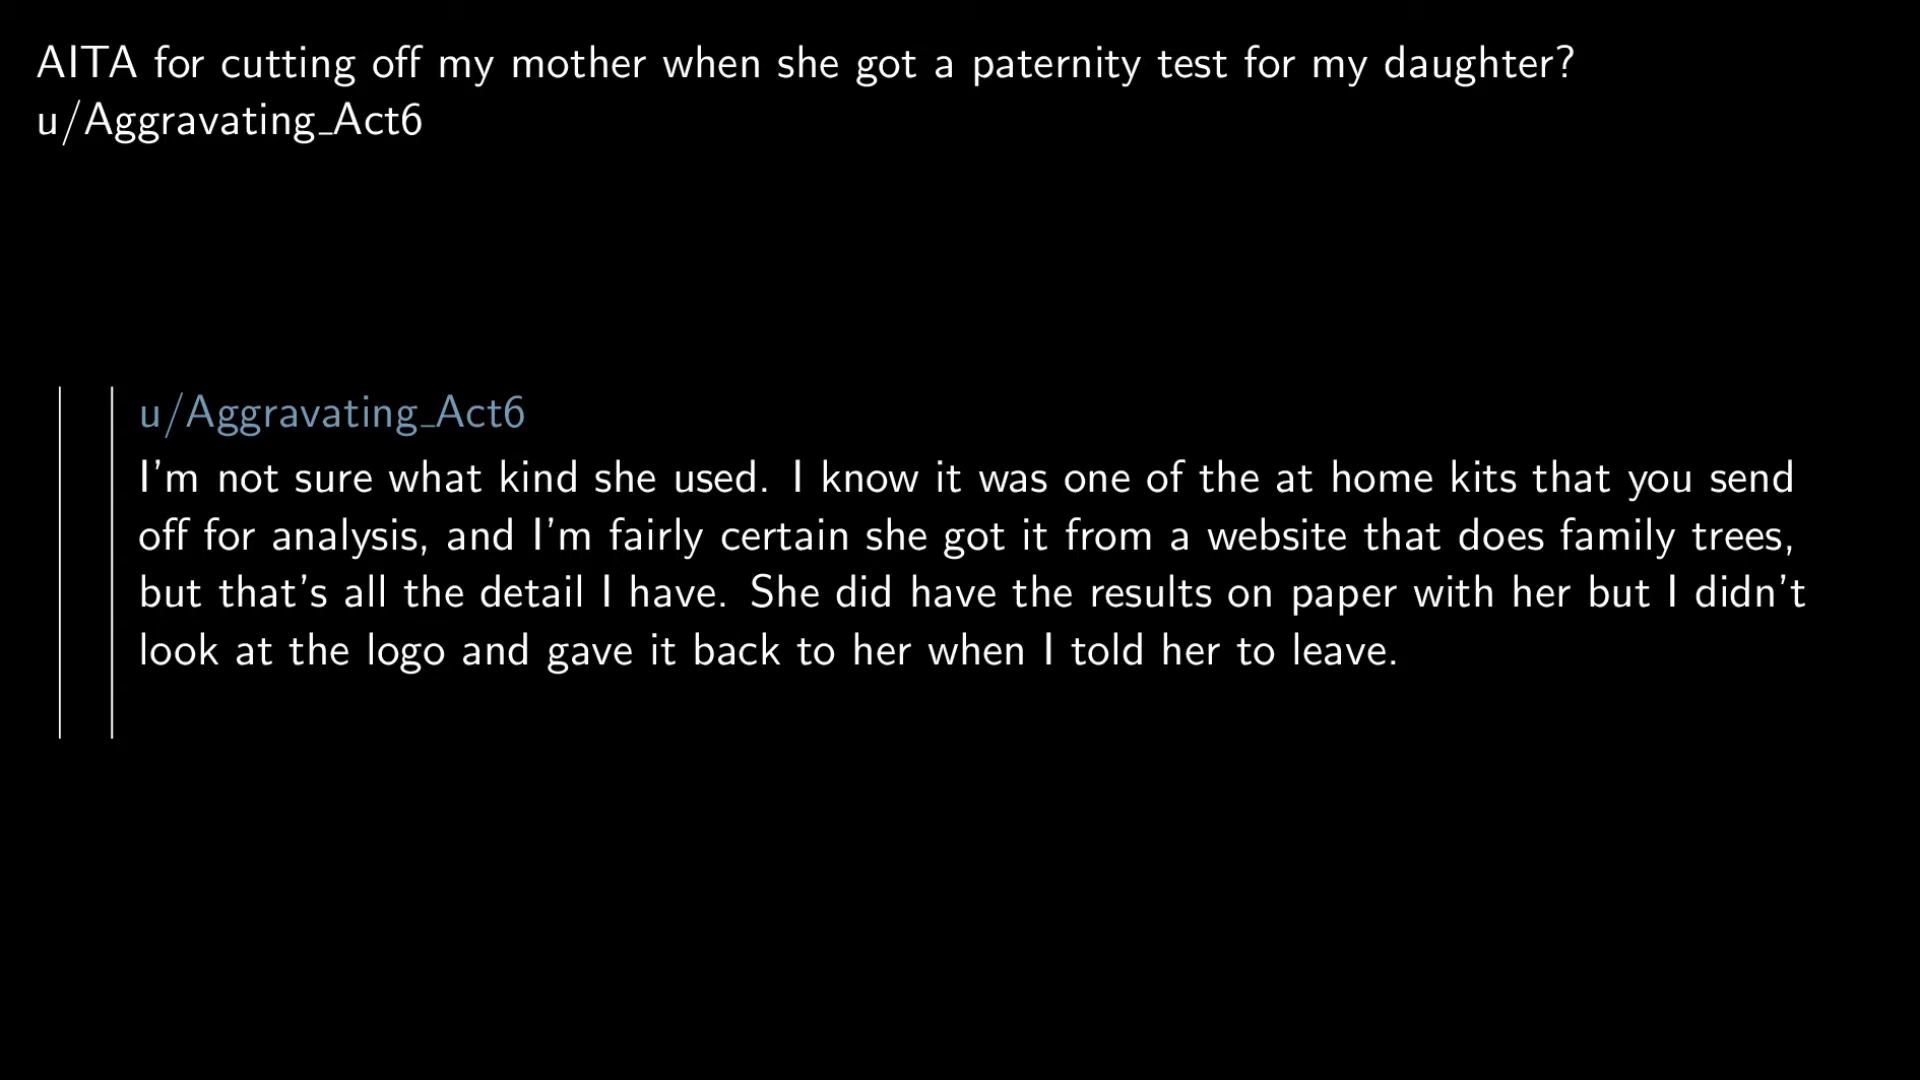 AITA for cutting off my mother when she got a paternity test for my daughter?
u/Aggravating_Act6
u/Aggravating_Act6
I'm not sure what kind she used. I know it was one of the at home kits that you send
off for analysis, and I'm fairly certain she got it from a website that does family trees,
but that's all the detail I have. She did have the results on paper with her but I didn't
look at the logo and gave it back to her when I told her to leave.